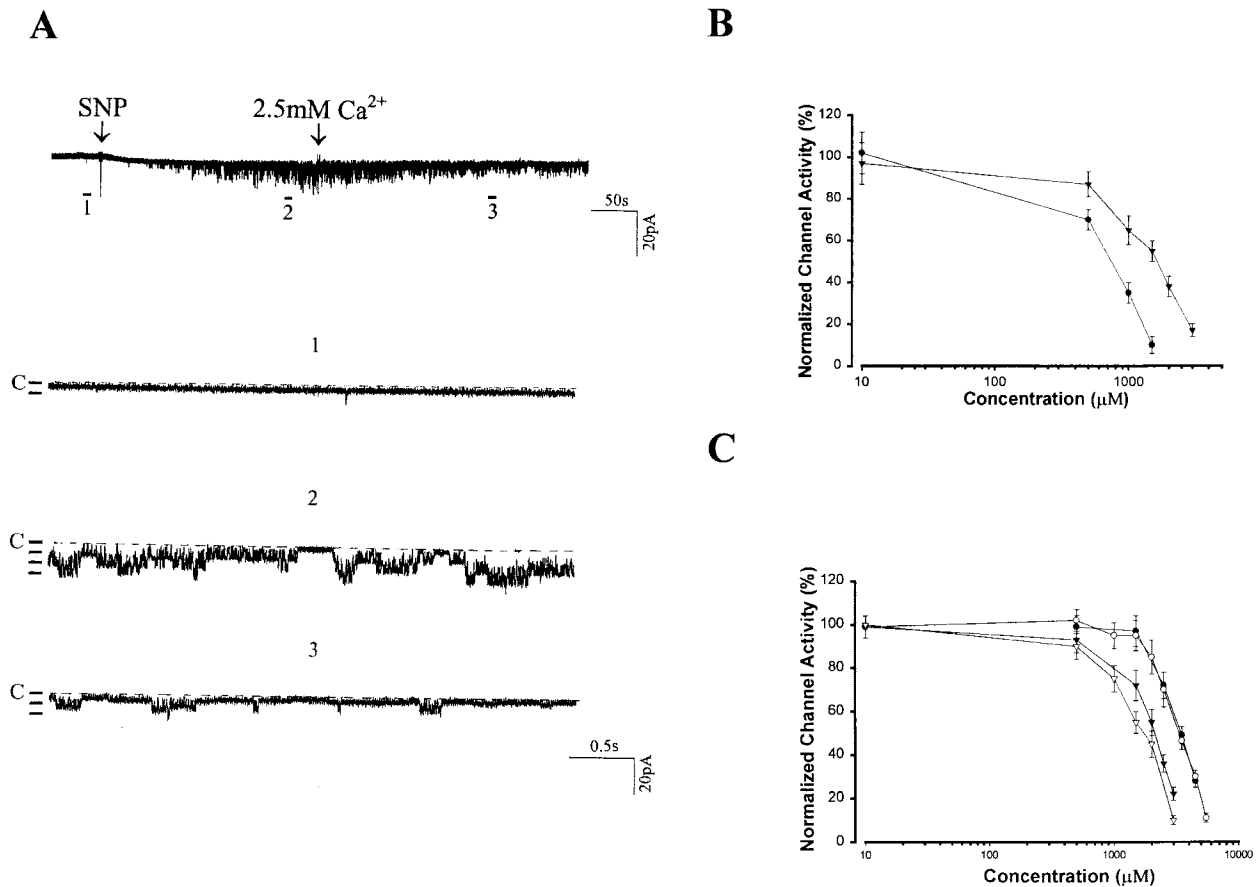 A
SNP
2.5mM Ca²⁺
1
2
3
50s
20pA
1
C
2
C
3
C
0.5s
20pA
B
Normalized Channel Activity (%)
120
100
80
60
40
20
0
10
100
1000
Concentration (μM)
C
Normalized Channel Activity (%)
120
100
80
60
40
20
0
10
100
1000
10000
Concentration (μM)